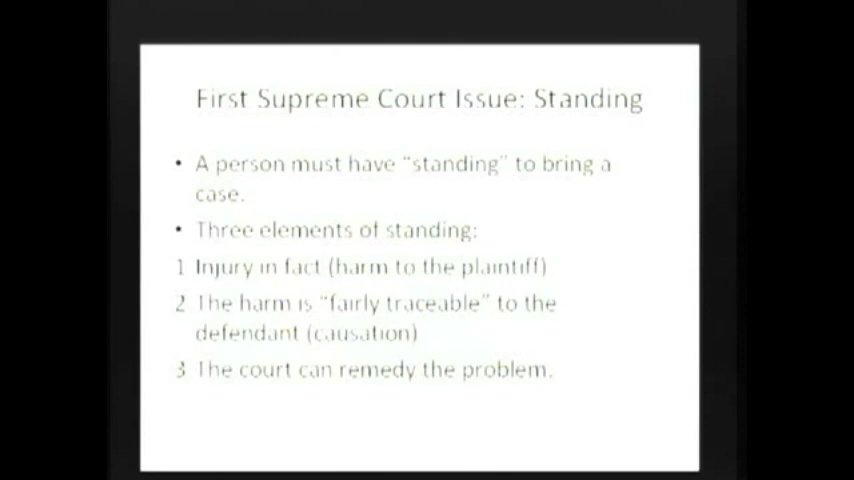 First Supreme Court Issue: Standing
• A person must have "standing" to bring a
case.
• Three elements of standing:
1 Injury in fact (harm to the plaintiff)
2 The harm is "fairly traceable" to the
defendant (causation)
3 The court can remedy the problem.